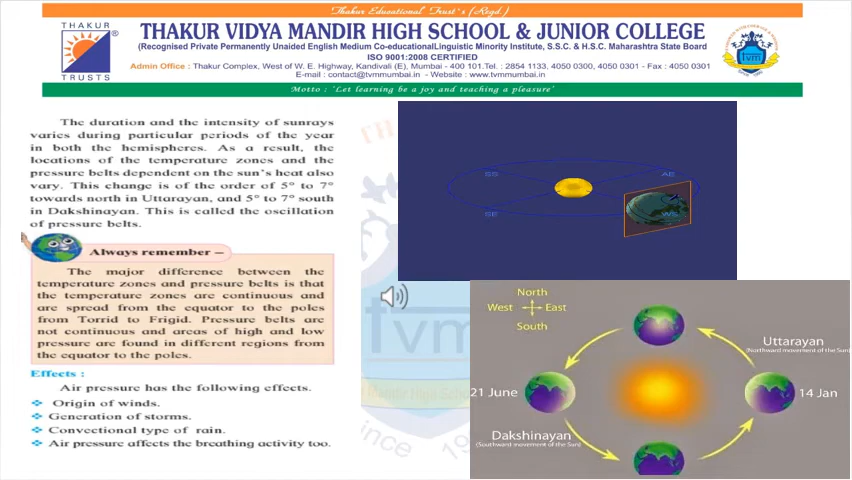 Thakur Educational Trust's (Regd.)
THAKUR
TRUSTS
THAKUR VIDYA MANDIR HIGH SCHOOL & JUNIOR COLLEGE
(Recognised Private Permanently Unaided English Medium Co-educationalLinguistic Minority Institute, S.S.C. & H.S.C. Maharashtra State Board
ISO 9001:2008 CERTIFIED
Admin Office : Thakur Complex, West of W. E. Highway, Kandivali (E), Mumbai - 400 101.Tel. : 2854 1133, 4050 0300, 4050 0301 - Fax : 4050 0301
E-mail : contact@tvmmumbai.in - Website : www.tvmmumbai.in
tvm
Motto : 'Let learning be a joy and teaching a pleasure'
The duration and the intensity of sunrays
varies during particular periods of the year
in both the hemispheres. As a result, the
locations of the temperature zones and the
pressure belts dependent on the sun's heat also
vary. This change is of the order of 5° to 7°
towards north in Uttarayan, and 5° to 7° south
in Dakshinayan. This is called the oscillation
of pressure belts.
Always remember –
The major difference between the
temperature zones and pressure belts is that
the temperature zones are continuous and
are spread from the equator to the poles
from Torrid to Frigid. Pressure belts are
not continuous and areas of high and low
pressure are found in different regions from
the equator to the poles.
Effects :
Air pressure has the following effects.
Origin of winds.
Generation of storms.
Convectional type of rain.
Air pressure affects the breathing activity too.
SS
AE
SE
WS
North
West East
South
Uttarayan
(Northward movement of the Sun)
21 June
14 Jan
Dakshinayan
(Southward movement of the Sun)
tvm